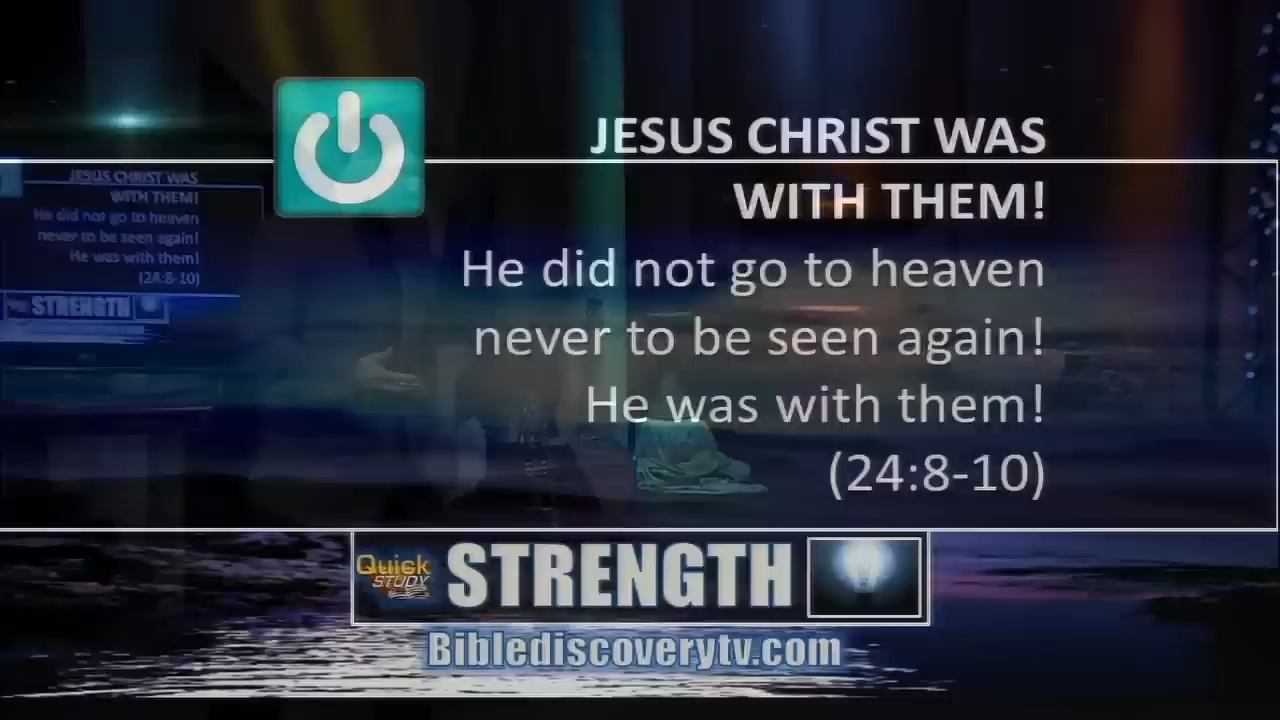 JESUS CHRIST WAS
WITH THEM!
He did not go to heaven
never to be seen again!
He was with them!
(24:8-10)
JESUS CHRIST WAS
WITH THEM!
He did not go to heaven
never to be seen again!
He was with them!
(24:8-10)
STRENGTH
Quick
STUDY
STRENGTH
Biblediscoverytv.com